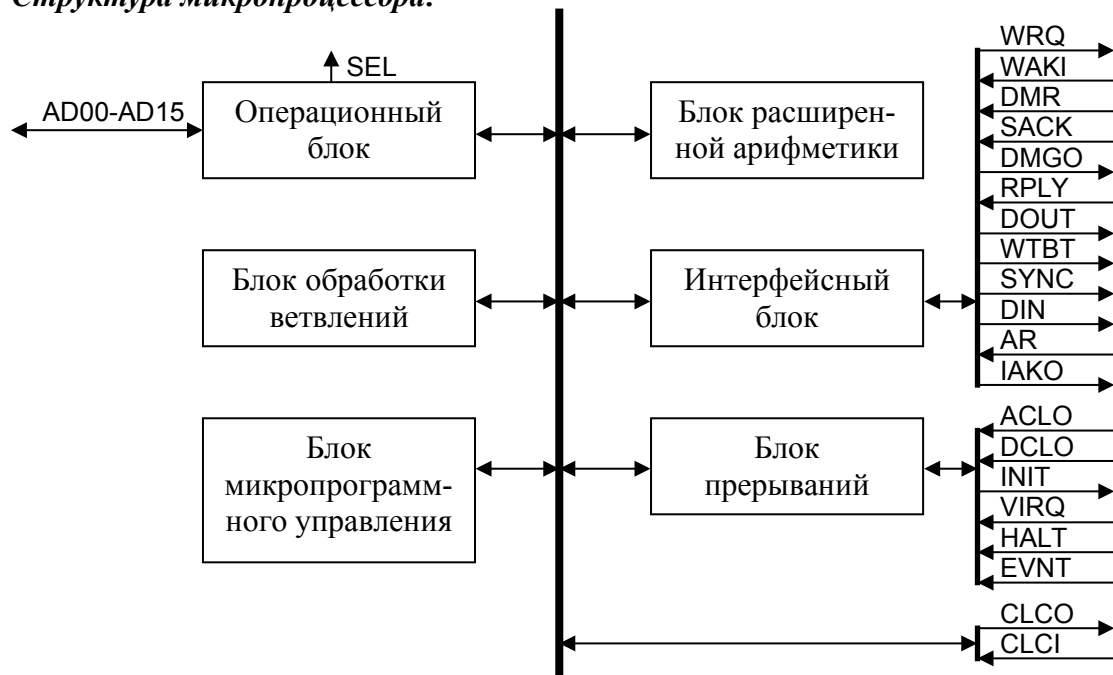 Структура микропроцессора:
SEL
AD00-AD15
Операционный
блок
Блок расширен-
ной арифметики
WRQ
WAKI
DMR
SACK
DMGO
RPLY
DOUT
WTBT
SYNC
DIN
AR
IAKO
Блок обработки
ветвлений
Интерфейсный
блок
Блок
микропрограмм-
ного управления
Блок
прерываний
ACLO
DCLO
INIT
VIRQ
HALT
EVNT
CLCO
CLCI